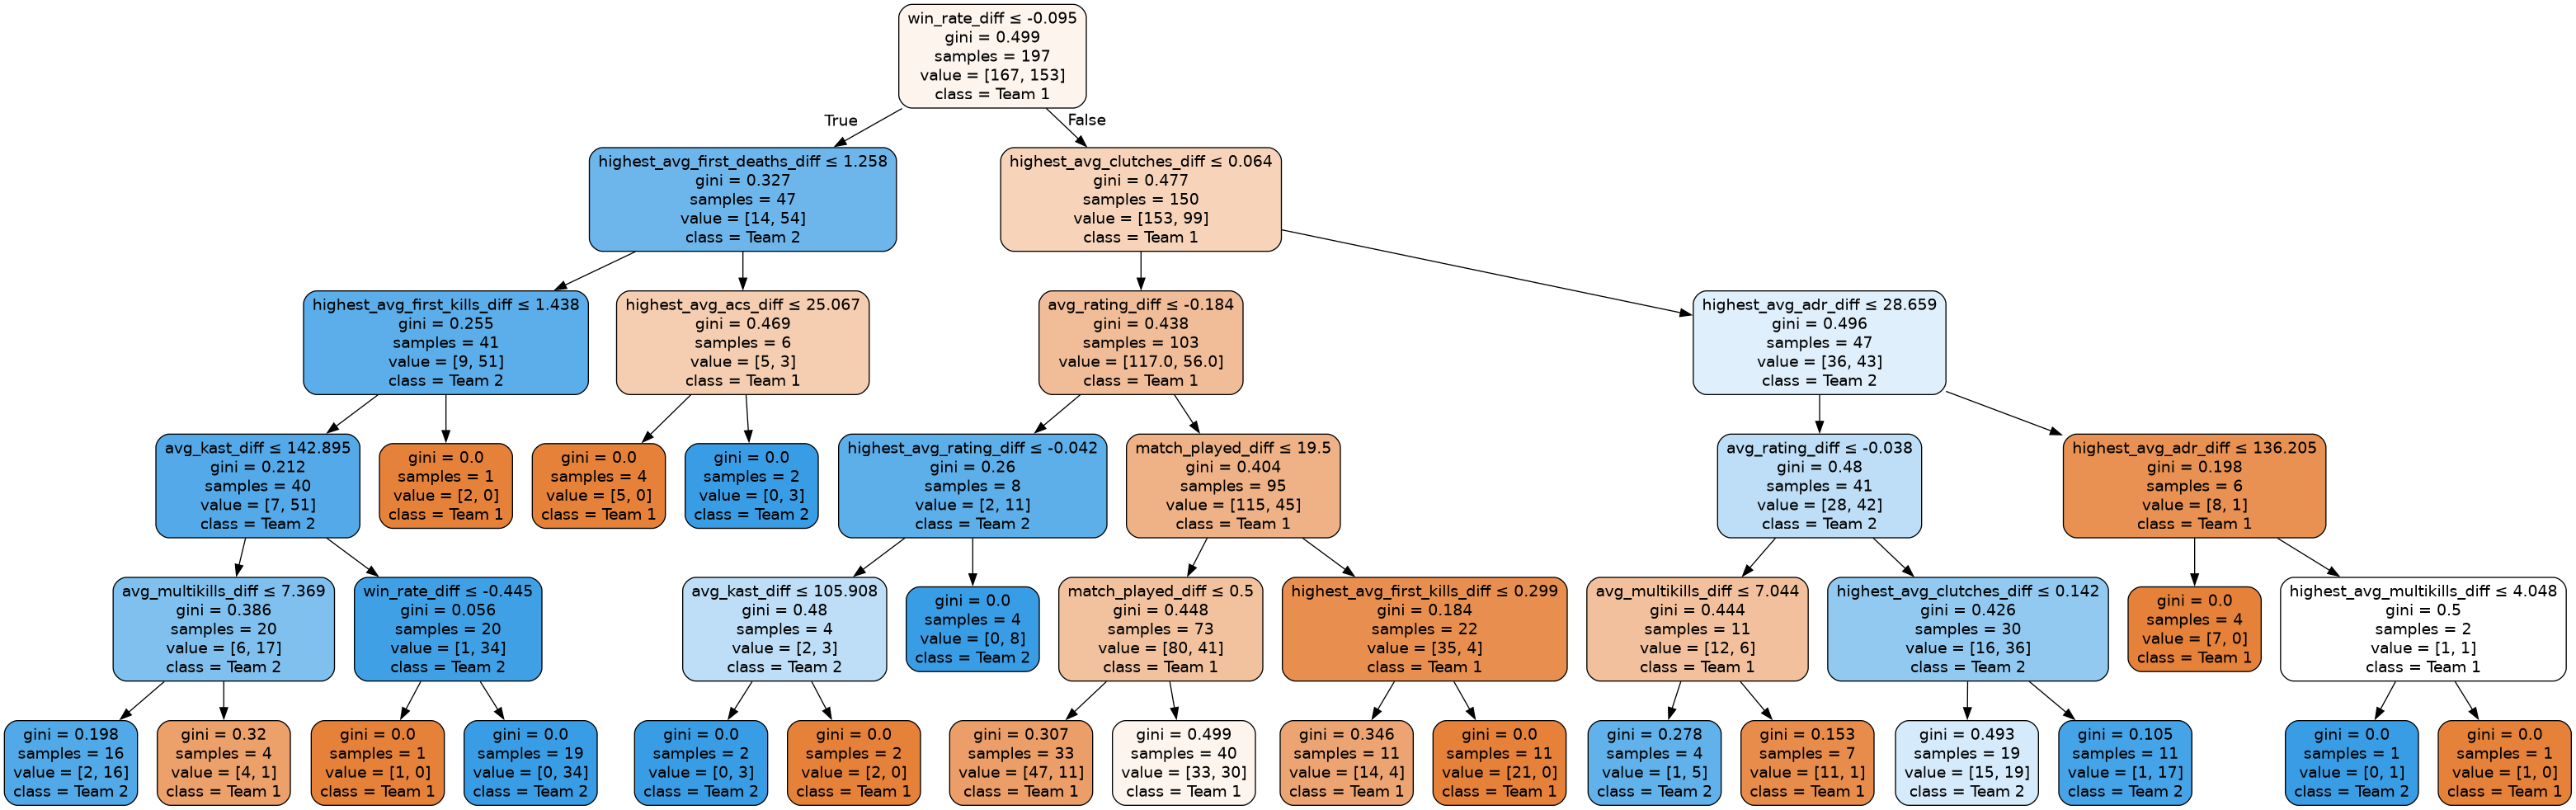 win_rate_diff ≤ -0.095
gini = 0.499
samples = 197
value = [167, 153]
class = Team 1
True
False
highest_avg_first_deaths_diff ≤ 1.258
gini = 0.327
samples = 47
value = [14, 54]
class = Team 2
highest_avg_clutches_diff ≤ 0.064
gini = 0.477
samples = 150
value = [153, 99]
class = Team 1
highest_avg_first_kills_diff ≤ 1.438
gini = 0.255
samples = 41
value = [9, 51]
class = Team 2
highest_avg_acs_diff ≤ 25.067
gini = 0.469
samples = 6
value = [5, 3]
class = Team 1
avg_rating_diff ≤ -0.184
gini = 0.438
samples = 103
value = [117.0, 56.0]
class = Team 1
highest_avg_adr_diff ≤ 28.659
gini = 0.496
samples = 47
value = [36, 43]
class = Team 2
avg_kast_diff ≤ 142.895
gini = 0.212
samples = 40
value = [7, 51]
class = Team 2
gini = 0.0
samples = 1
value = [2, 0]
class = Team 1
gini = 0.0
samples = 4
value = [5, 0]
class = Team 1
gini = 0.0
samples = 2
value = [0, 3]
class = Team 2
highest_avg_rating_diff ≤ -0.042
gini = 0.26
samples = 8
value = [2, 11]
class = Team 2
match_played_diff ≤ 19.5
gini = 0.404
samples = 95
value = [115, 45]
class = Team 1
avg_rating_diff ≤ -0.038
gini = 0.48
samples = 41
value = [28, 42]
class = Team 2
highest_avg_adr_diff ≤ 136.205
gini = 0.198
samples = 6
value = [8, 1]
class = Team 1
avg_multikills_diff ≤ 7.369
gini = 0.386
samples = 20
value = [6, 17]
class = Team 2
win_rate_diff ≤ -0.445
gini = 0.056
samples = 20
value = [1, 34]
class = Team 2
avg_kast_diff ≤ 105.908
gini = 0.48
samples = 4
value = [2, 3]
class = Team 2
gini = 0.0
samples = 4
value = [0, 8]
class = Team 2
match_played_diff ≤ 0.5
gini = 0.448
samples = 73
value = [80, 41]
class = Team 1
highest_avg_first_kills_diff ≤ 0.299
gini = 0.184
samples = 22
value = [35, 4]
class = Team 1
avg_multikills_diff ≤ 7.044
gini = 0.444
samples = 11
value = [12, 6]
class = Team 1
highest_avg_clutches_diff ≤ 0.142
gini = 0.426
samples = 30
value = [16, 36]
class = Team 2
gini = 0.0
samples = 4
value = [7, 0]
class = Team 1
highest_avg_multikills_diff ≤ 4.048
gini = 0.5
samples = 2
value = [1, 1]
class = Team 1
gini = 0.198
samples = 16
value = [2, 16]
class = Team 2
gini = 0.32
samples = 4
value = [4, 1]
class = Team 1
gini = 0.0
samples = 1
value = [1, 0]
class = Team 1
gini = 0.0
samples = 19
value = [0, 34]
class = Team 2
gini = 0.0
samples = 2
value = [0, 3]
class = Team 2
gini = 0.0
samples = 2
value = [2, 0]
class = Team 1
gini = 0.307
samples = 33
value = [47, 11]
class = Team 1
gini = 0.499
samples = 40
value = [33, 30]
class = Team 1
gini = 0.346
samples = 11
value = [14, 4]
class = Team 1
gini = 0.0
samples = 11
value = [21, 0]
class = Team 1
gini = 0.278
samples = 4
value = [1, 5]
class = Team 2
gini = 0.153
samples = 7
value = [11, 1]
class = Team 1
gini = 0.493
samples = 19
value = [15, 19]
class = Team 2
gini = 0.105
samples = 11
value = [1, 17]
class = Team 2
gini = 0.0
samples = 1
value = [0, 1]
class = Team 2
gini = 0.0
samples = 1
value = [1, 0]
class = Team 1